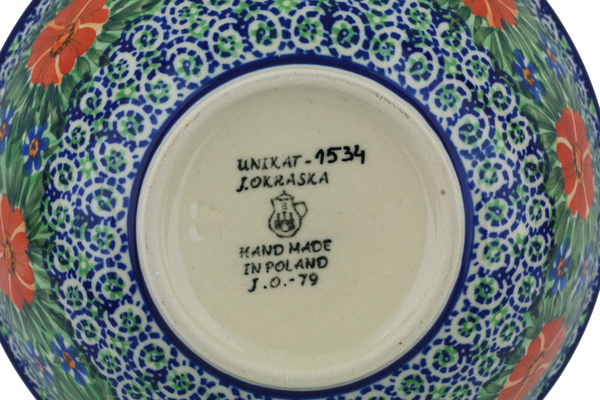 UNIKAT-1534
J.OKRASKA
HAND MADE
IN POLAND
J.O.-79